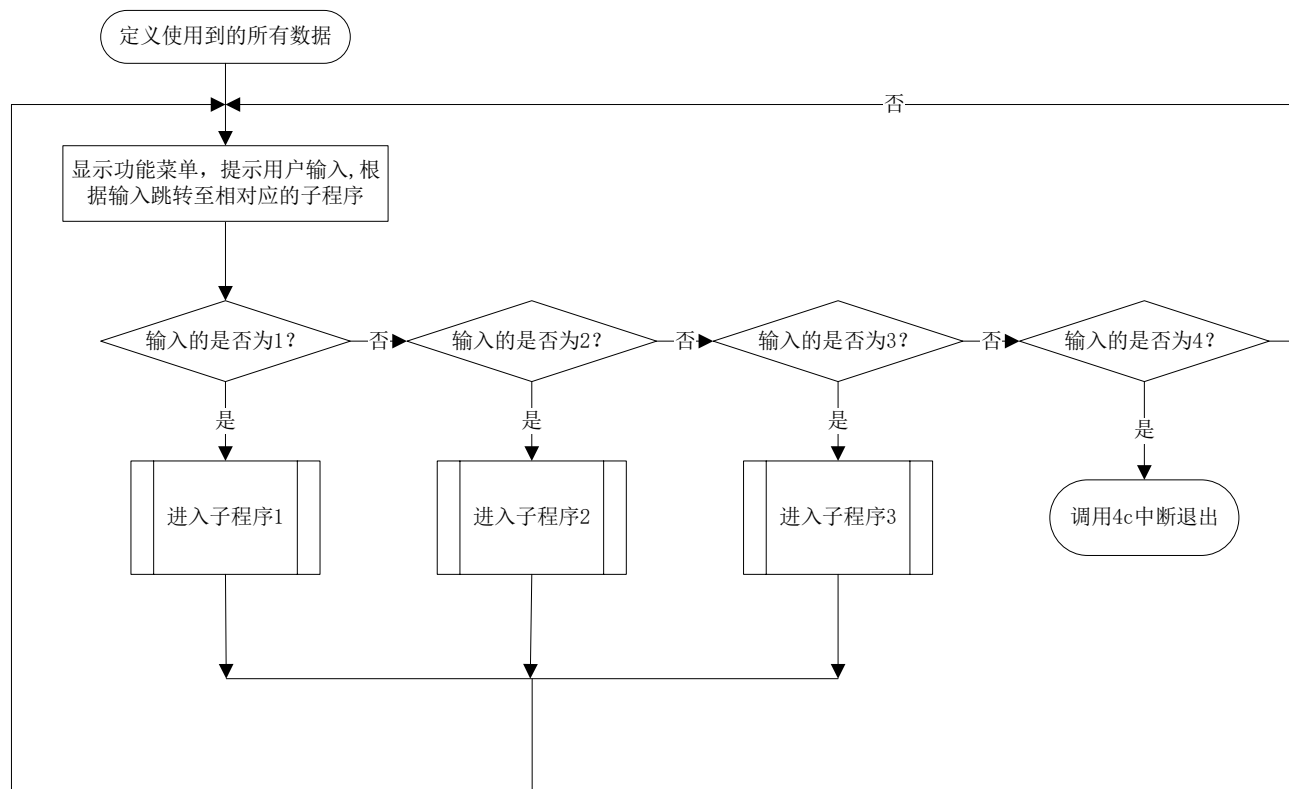 定义使用到的所有数据
否
显示功能菜单，提示用户输入,根
据输入跳转至相对应的子程序
输入的是否为1？
否
输入的是否为2？
否
输入的是否为3？
否
输入的是否为4？
是
是
是
是
进入子程序1
进入子程序2
进入子程序3
调用4c中断退出